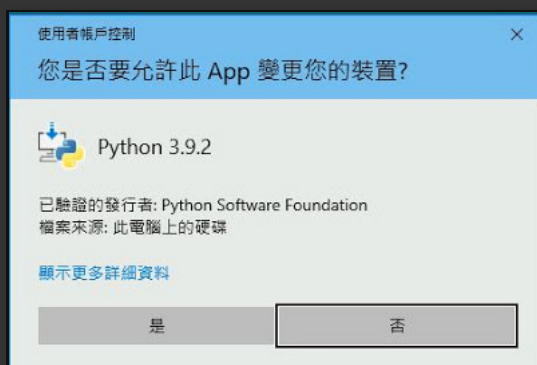 使用者帳戶控制
您是否要允許此 App 變更您的裝置?
Python 3.9.2
已驗證的發行者: Python Software Foundation
檔案來源: 此電腦上的硬碟
顯示更多詳細資料
是
否